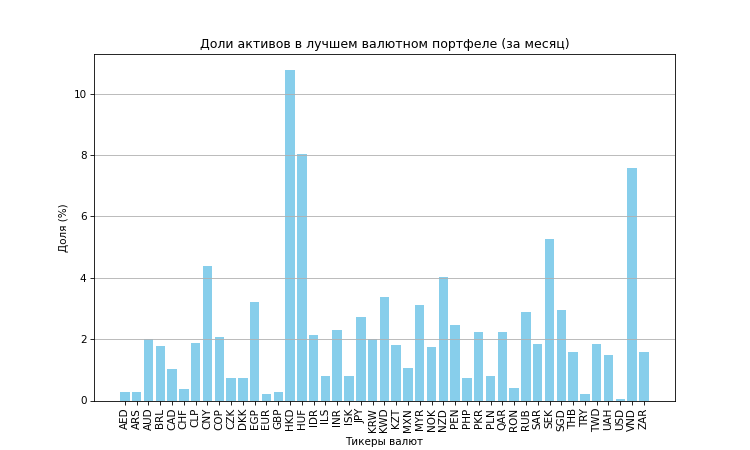 Доли активов в лучшем валютном портфеле (за месяц)
Доля (%)
10
8
6
4
2
0
AED ARS AUD BRL CAD CHF CLP CNY COP CZK DKK EGP EUR GBP HKD HUF IDR ILS INR ISK JPY KRW KWD KZT MXN MYR NOK NZD PEN PHP PKR PLN QAR RON RUB SAR SEK SGD THB TRY TWD UAH USD VND ZAR
Тикеры валют